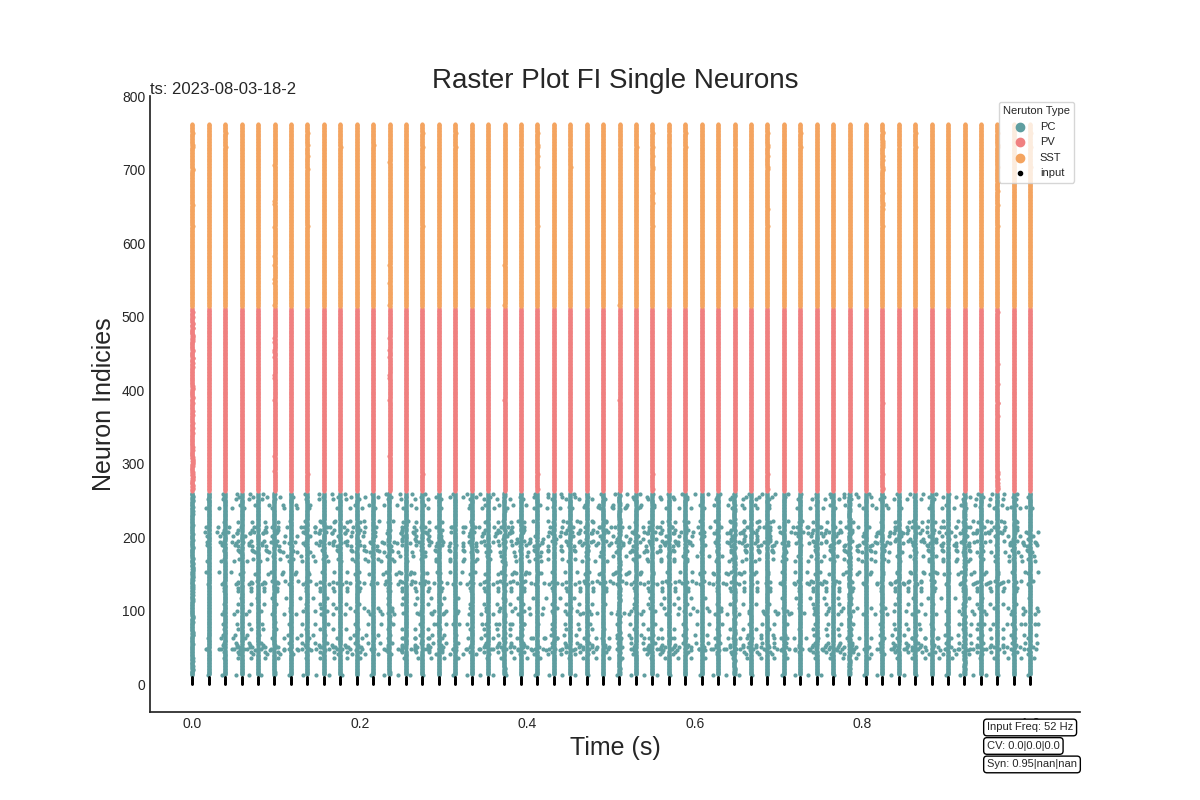 Raster Plot FI Single Neurons
ts: 2023-08-03-18-2
800
700
600
500
400
300
200
100
0
Neuron Indicies
Neruton Type
PC
PV
SST
input
0.0
0.2
0.4
0.6
0.8
Time (s)
Input Freq: 52 Hz
CV: 0.0|0.0|0.0
Syn: 0.95|nan|nan